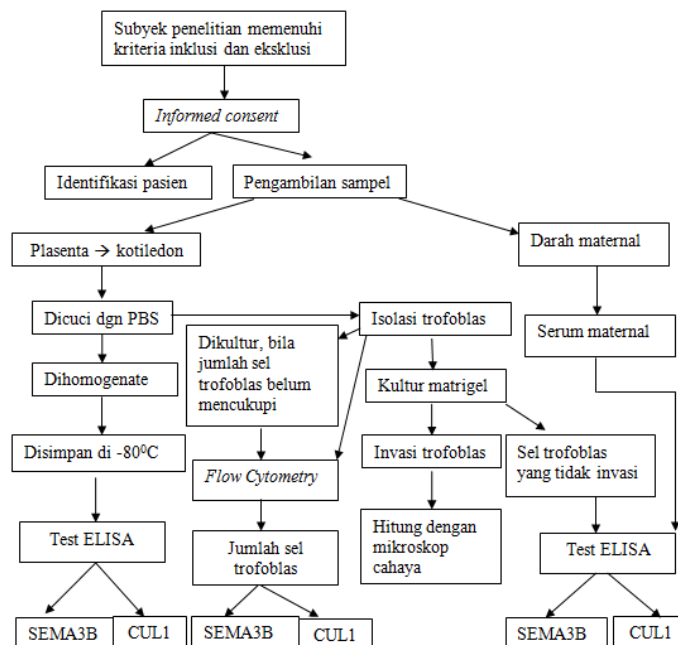 Subyek penelitian memenuhi
kriteria inklusi dan eksklusi
Informed consent
Identifikasi pasien
Pengambilan sampel
Plasenta → kotiledon
Darah maternal
Dicuci dgn PBS
Isolasi trofoblas
Serum maternal
Dikultur, bila
jumlah sel
trofoblas belum
mencukupi
Dihomogenate
Kultur matrigel
Disimpan di -80⁰C
Flow Cytometry
Invasi trofoblas
Sel trofoblas
yang tidak invasi
Test ELISA
Jumlah sel
trofoblas
Hitung dengan
mikroskop
cahaya
Test ELISA
SEMA3B
CUL1
SEMA3B
CUL1
SEMA3B
CUL1